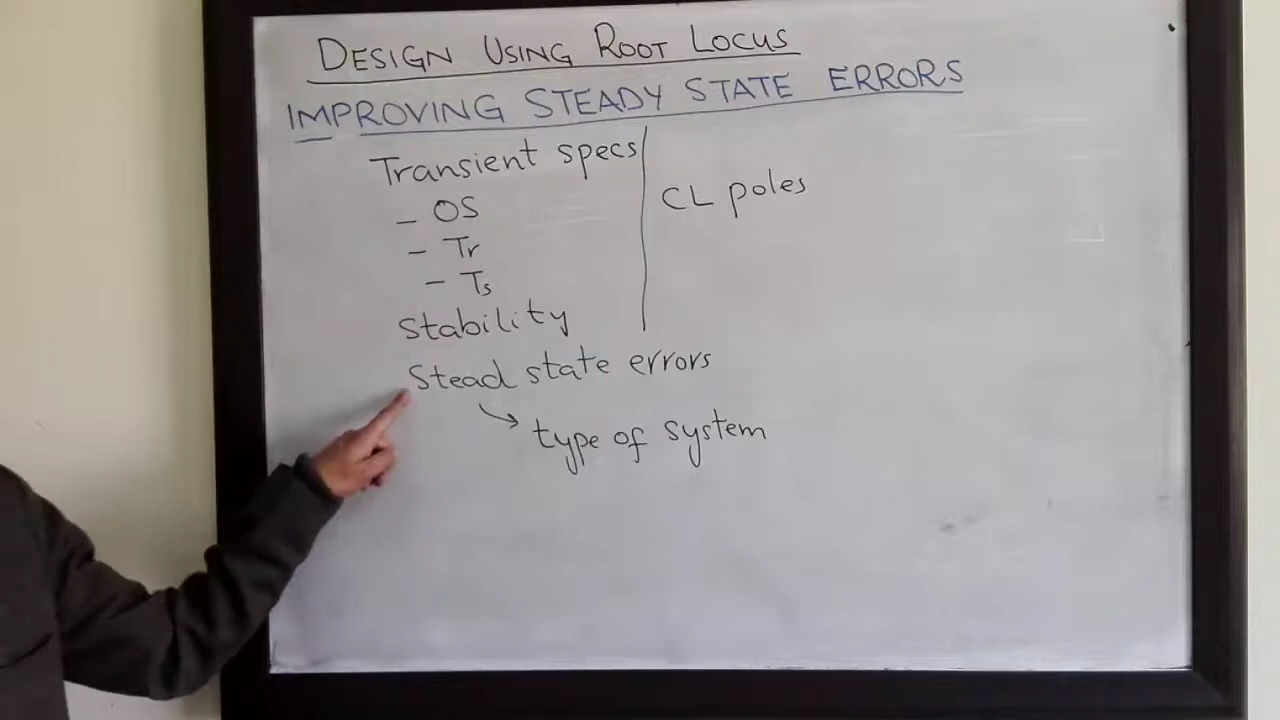 DESIGN USING ROOT LOCUS
IMPROVING STEADY STATE ERRORS
Transient specs
- OS
- Tr
- Ts
Stability
CL poles
Stead state errors
type of system